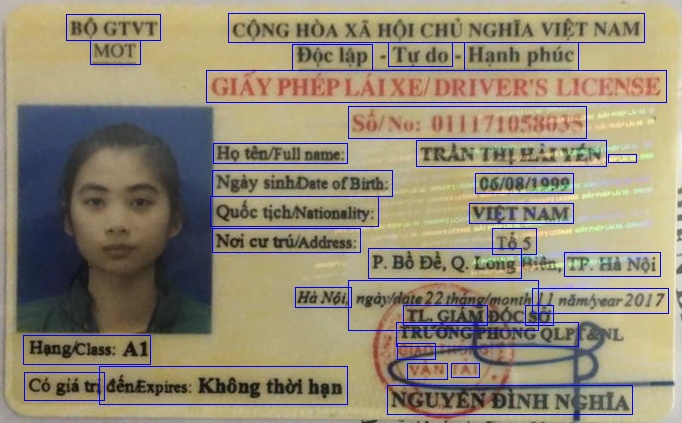 BỘ GTVT
MOT
CỘNG HÒA XÃ HỘI CHỦ NGHĨA VIỆT NAM
Độc lập - Tự do - Hạnh phúc
GIẤY PHÉP LÁI XE/ DRIVER'S LICENSE
Số/ No: 011171058035
Họ tên/Full name: TRẦN THỊ HẢI YẾN
Ngày sinh/Date of Birth: 06/08/1999
Quốc tịch/Nationality: VIỆT NAM
Nơi cư trú/Address: Tổ 5
P. Bồ Đề, Q. Long Biên, TP. Hà Nội
Hà Nội, ngày/date 22 tháng/month 11 năm/year 2017
TL. GIÁM ĐỐC SỞ
TRƯỞNG PHÒNG QLPT&NL
GIAO THÔNG
VẬN TẢI
Hạng/Class: A1
Có giá trị đến/Expires: Không thời hạn
NGUYỄN ĐÌNH NGHĨA